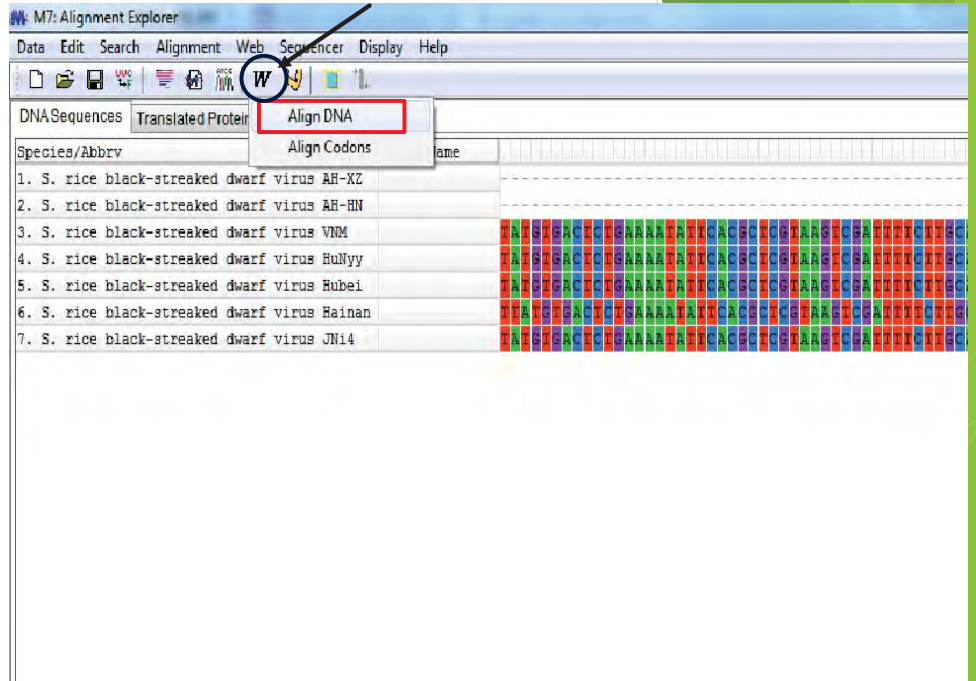 M7: Alignment Explorer
Data Edit Search Alignment Web Sequencer Display Help
W
DNA Sequences Translated Protein
Align DNA
Align Codons
Species/Abbrv ame
1. S. rice black-streaked dwarf virus AH-XZ
2. S. rice black-streaked dwarf virus AH-HN
3. S. rice black-streaked dwarf virus VNM TATGTGACTCTGAAAATATTCACGCTCGTAAGTCGATTTTCTTGC
4. S. rice black-streaked dwarf virus HuNyy TATGTGACTCTGAAAATATTCACGCTCGTAAGTCGATTTTCTTGC
5. S. rice black-streaked dwarf virus Hubei TATGTGACTCTGAAAATATTCACGCTCGTAAGTCGATTTTCTTGC
6. S. rice black-streaked dwarf virus Hainan TTATGTGACTCTGAAAATATTCACGCTCGTAAGTCGATTTTCTTG
7. S. rice black-streaked dwarf virus JNi4 TATGTGACTCTGAAAATATTCACGCTCGTAAGTCGATTTTCTTGC